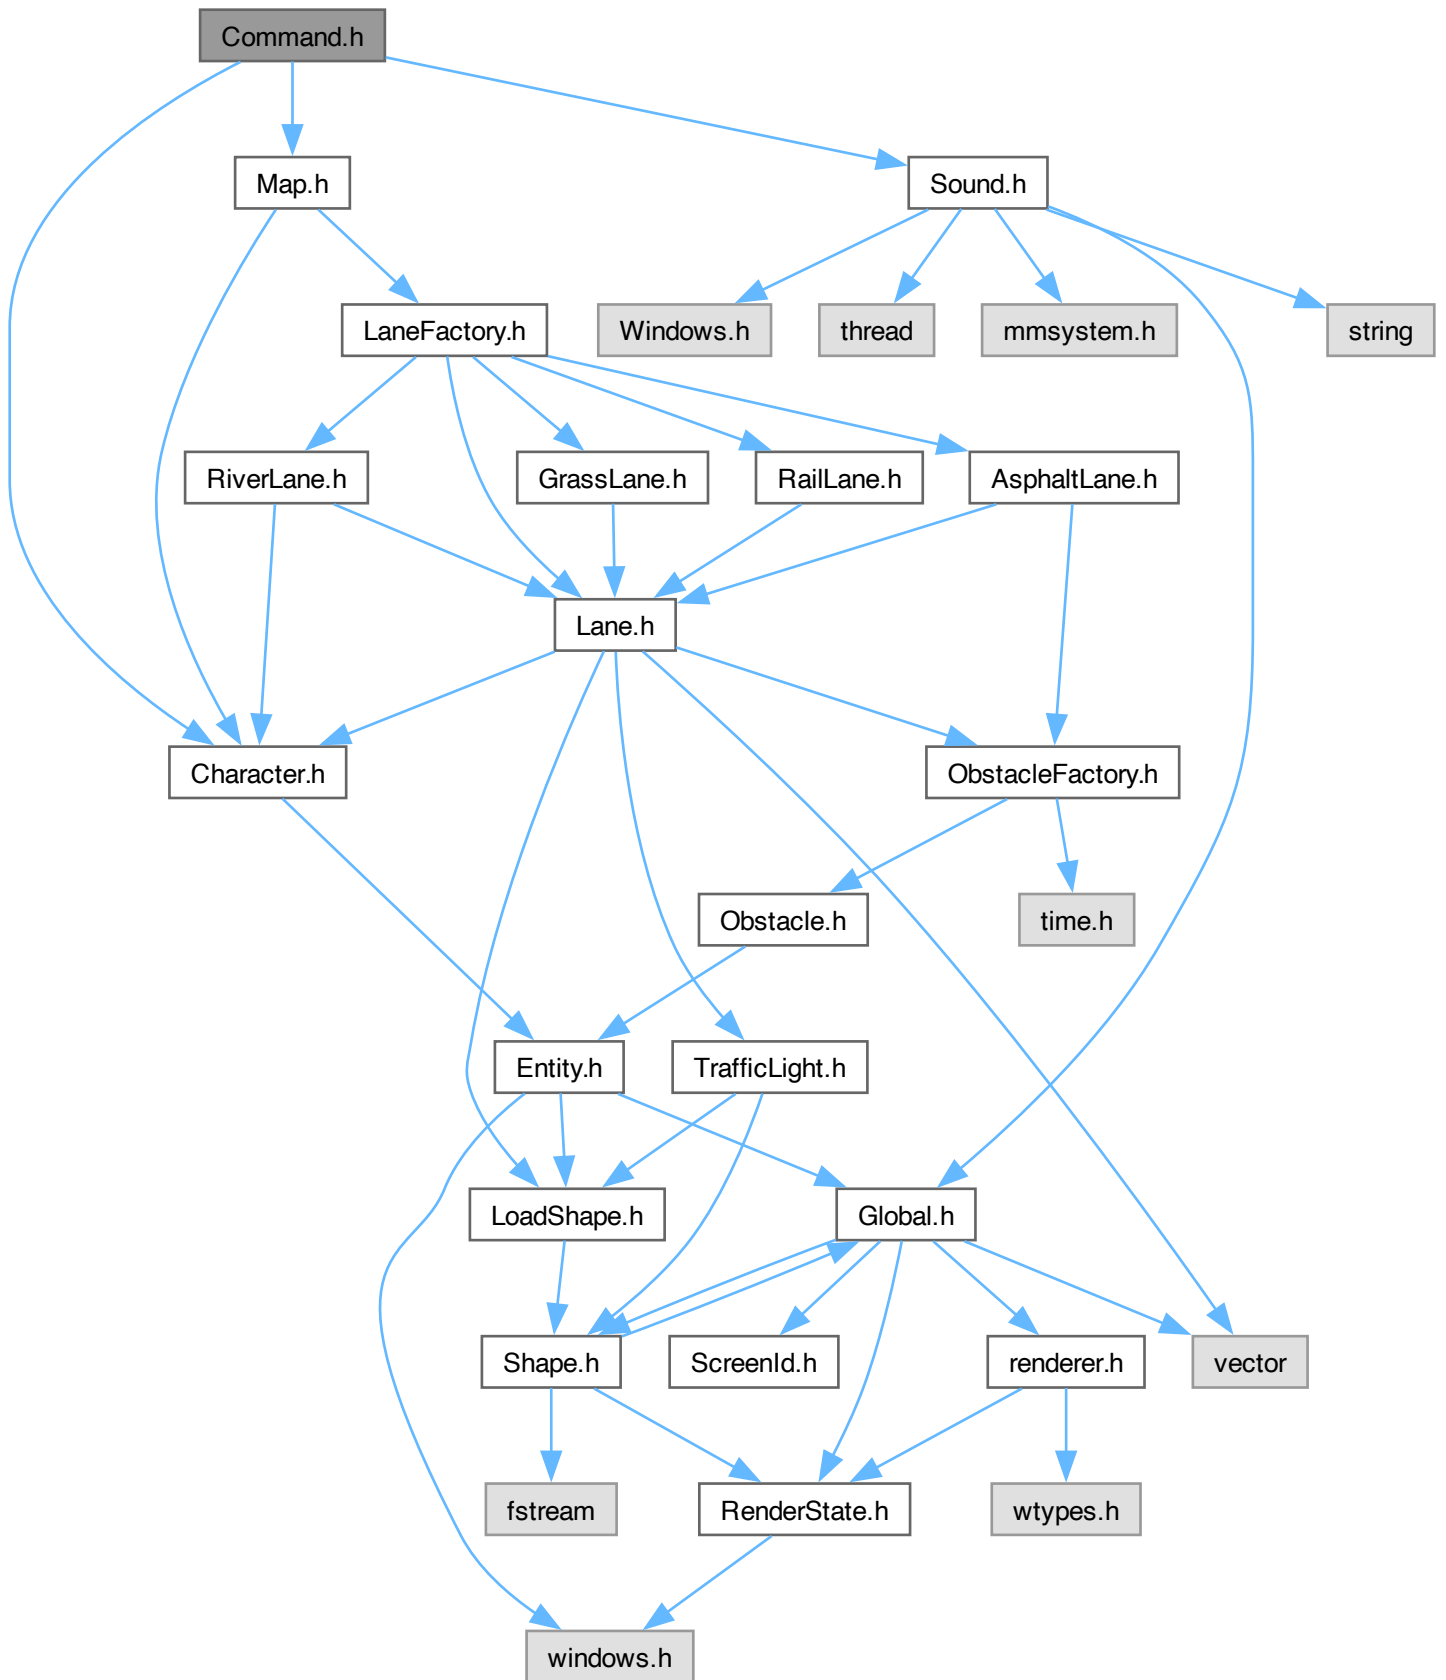 Command.h
Map.h
Sound.h
LaneFactory.h
Windows.h
thread
mmsystem.h
string
RiverLane.h
GrassLane.h
RailLane.h
AsphaltLane.h
Lane.h
Character.h
ObstacleFactory.h
Obstacle.h
time.h
Entity.h
TrafficLight.h
LoadShape.h
Global.h
Shape.h
ScreenId.h
renderer.h
vector
fstream
RenderState.h
wtypes.h
windows.h